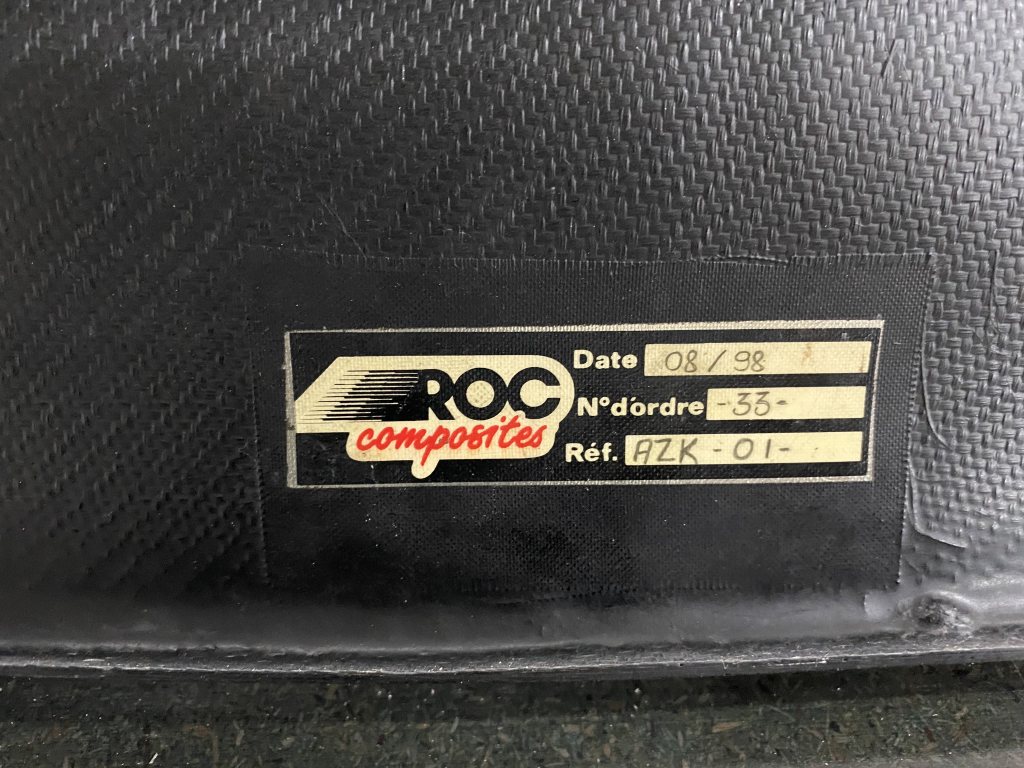 ROC
composites
Date 08/98
N°d'ordre -33-
Réf. AZK-01-